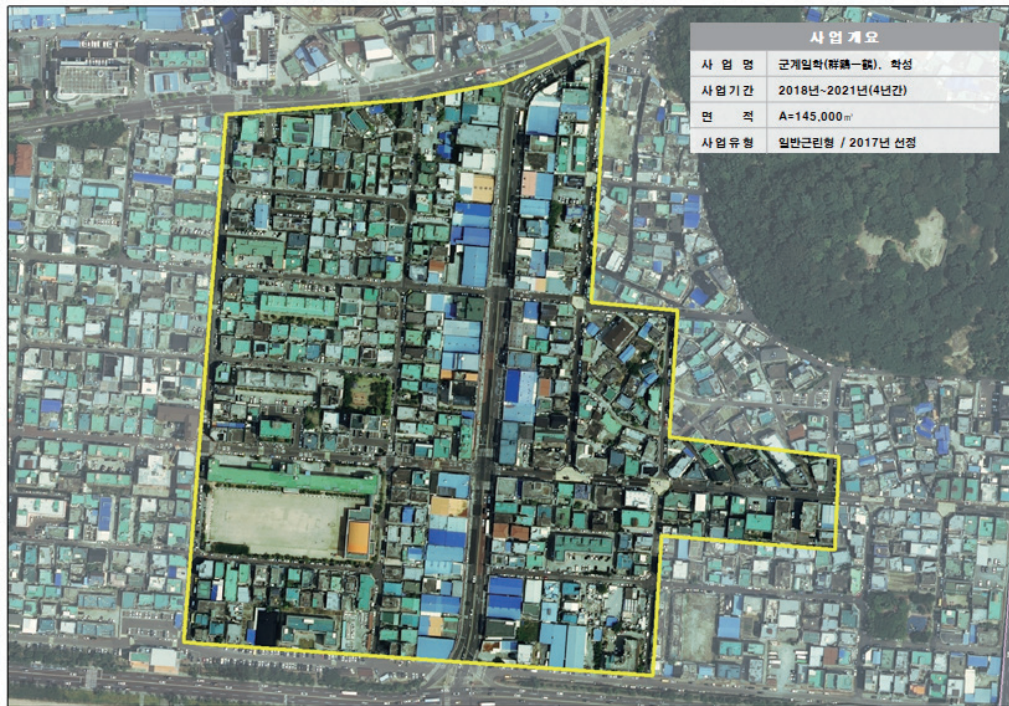 사업개요
사 업 명 군계일학(群鷄一鶴), 학성
사업기간 2018년~2021년(4년간)
면 적 A=145,000㎡
사업유형 일반근린형 / 2017년 선정